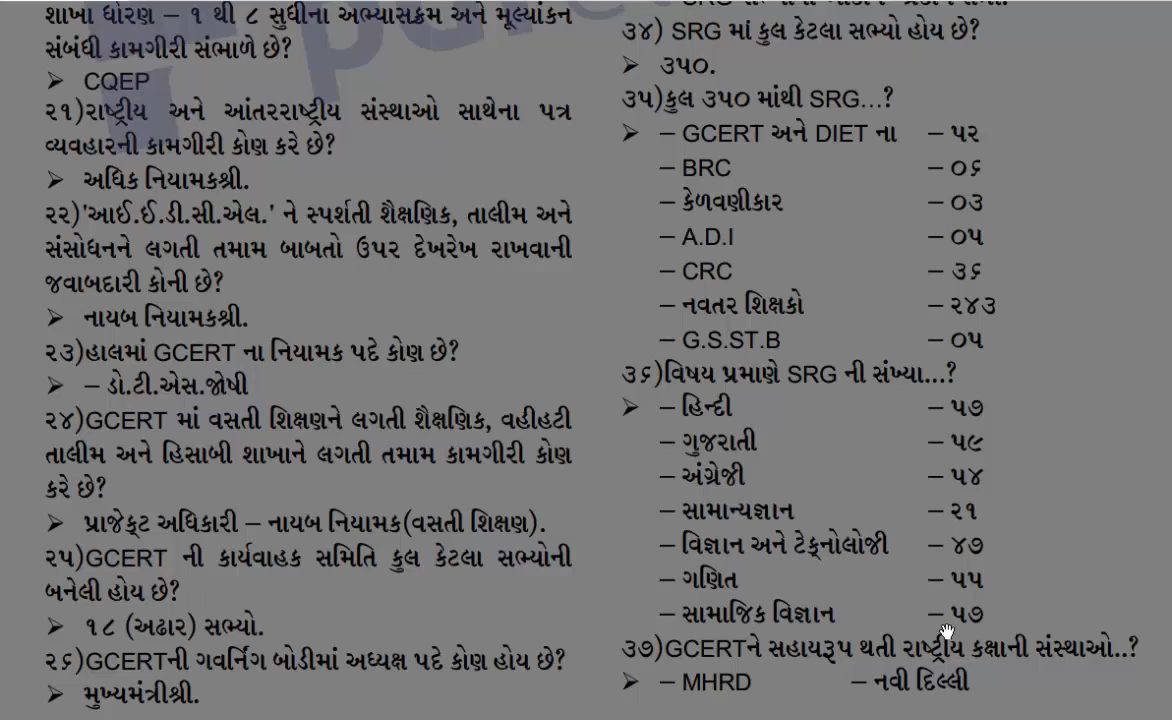 શાખા ધોરણ – ૧ થી ૮ સુધીના અભ્યાસક્રમ અને મૂલ્યાંકન
સંબંધી કામગીરી સંભાળે છે?
➢ CQEP
૨૧)રાષ્ટ્રીય અને આંતરરાષ્ટ્રીય સંસ્થાઓ સાથેના પત્ર
વ્યવહારની કામગીરી કોણ કરે છે?
➢ અધિક નિયામકશ્રી.
૨૨)'આઈ.ઈ.ડી.સી.એલ.' ને સ્પર્શતી શૈક્ષણિક, તાલીમ અને
સંસોધનને લગતી તમામ બાબતો ઉપર દેખરેખ રાખવાની
જવાબદારી કોની છે?
➢ નાયબ નિયામકશ્રી.
૨૩)હાલમાં GCERT ના નિયામક પદે કોણ છે?
➢ – ડો.ટી.એસ.જોષી
૨૪)GCERT માં વસતી શિક્ષણને લગતી શૈક્ષણિક, વહીહટી
તાલીમ અને હિસાબી શાખાને લગતી તમામ કામગીરી કોણ
કરે છે?
➢ પ્રાજેક્ટ અધિકારી – નાયબ નિયામક(વસતી શિક્ષણ).
૨૫)GCERT ની કાર્યવાહક સમિતિ કુલ કેટલા સભ્યોની
બનેલી હોય છે?
➢ ૧૮ (અઢાર) સભ્યો.
૨૬)GCERTની ગવર્નિંગ બોડીમાં અધ્યક્ષ પદે કોણ હોય છે?
➢ મુખ્યમંત્રીશ્રી.
૩૪) SRG માં કુલ કેટલા સભ્યો હોય છે?
➢ ૩૫૦.
૩૫)કુલ ૩૫૦ માંથી SRG...?
➢ – GCERT અને DIET ના – ૫૨
– BRC – ૦૬
– કેળવણીકાર – ૦૩
– A.D.I – ૦૫
– CRC – ૩૬
– નવતર શિક્ષકો – ૨૪૩
– G.S.ST.B – ૦૫
૩૬)વિષય પ્રમાણે SRG ની સંખ્યા...?
➢ – હિન્દી – ૫૭
– ગુજરાતી – ૫૯
– અંગ્રેજી – ૫૪
– સામાન્યજ્ઞાન – ૨૧
– વિજ્ઞાન અને ટેક્નોલોજી – ૪૭
– ગણિત – ૫૫
– સામાજિક વિજ્ઞાન – ૫૭
૩૭)GCERTને સહાયરૂપ થતી રાષ્ટ્રીય કક્ષાની સંસ્થાઓ..?
➢ – MHRD – નવી દિલ્લી